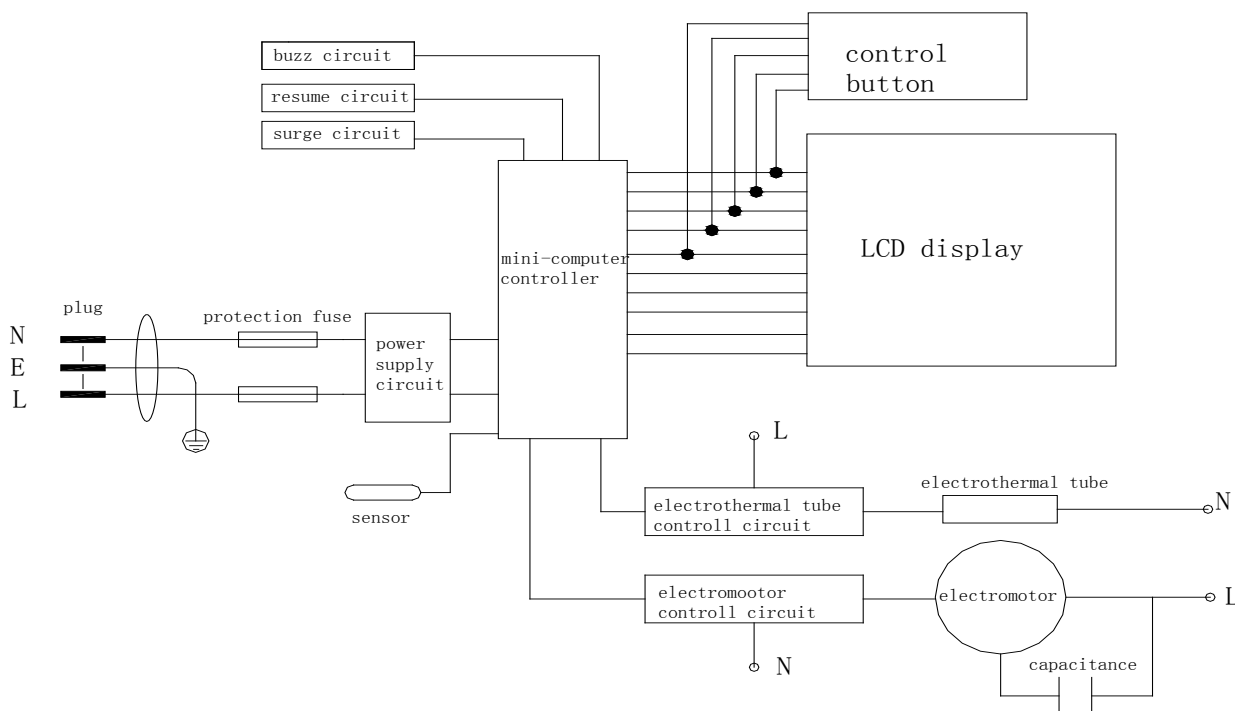 buzz circuit
resume circuit
surge circuit
control
button
LCD display
mini-computer
controller
plug
protection fuse
N
E
L
power
supply
circuit
sensor
L
electrothermal tube
controll circuit
electrothermal tube
N
electromootor
controll circuit
electromotor
L
N
capacitance